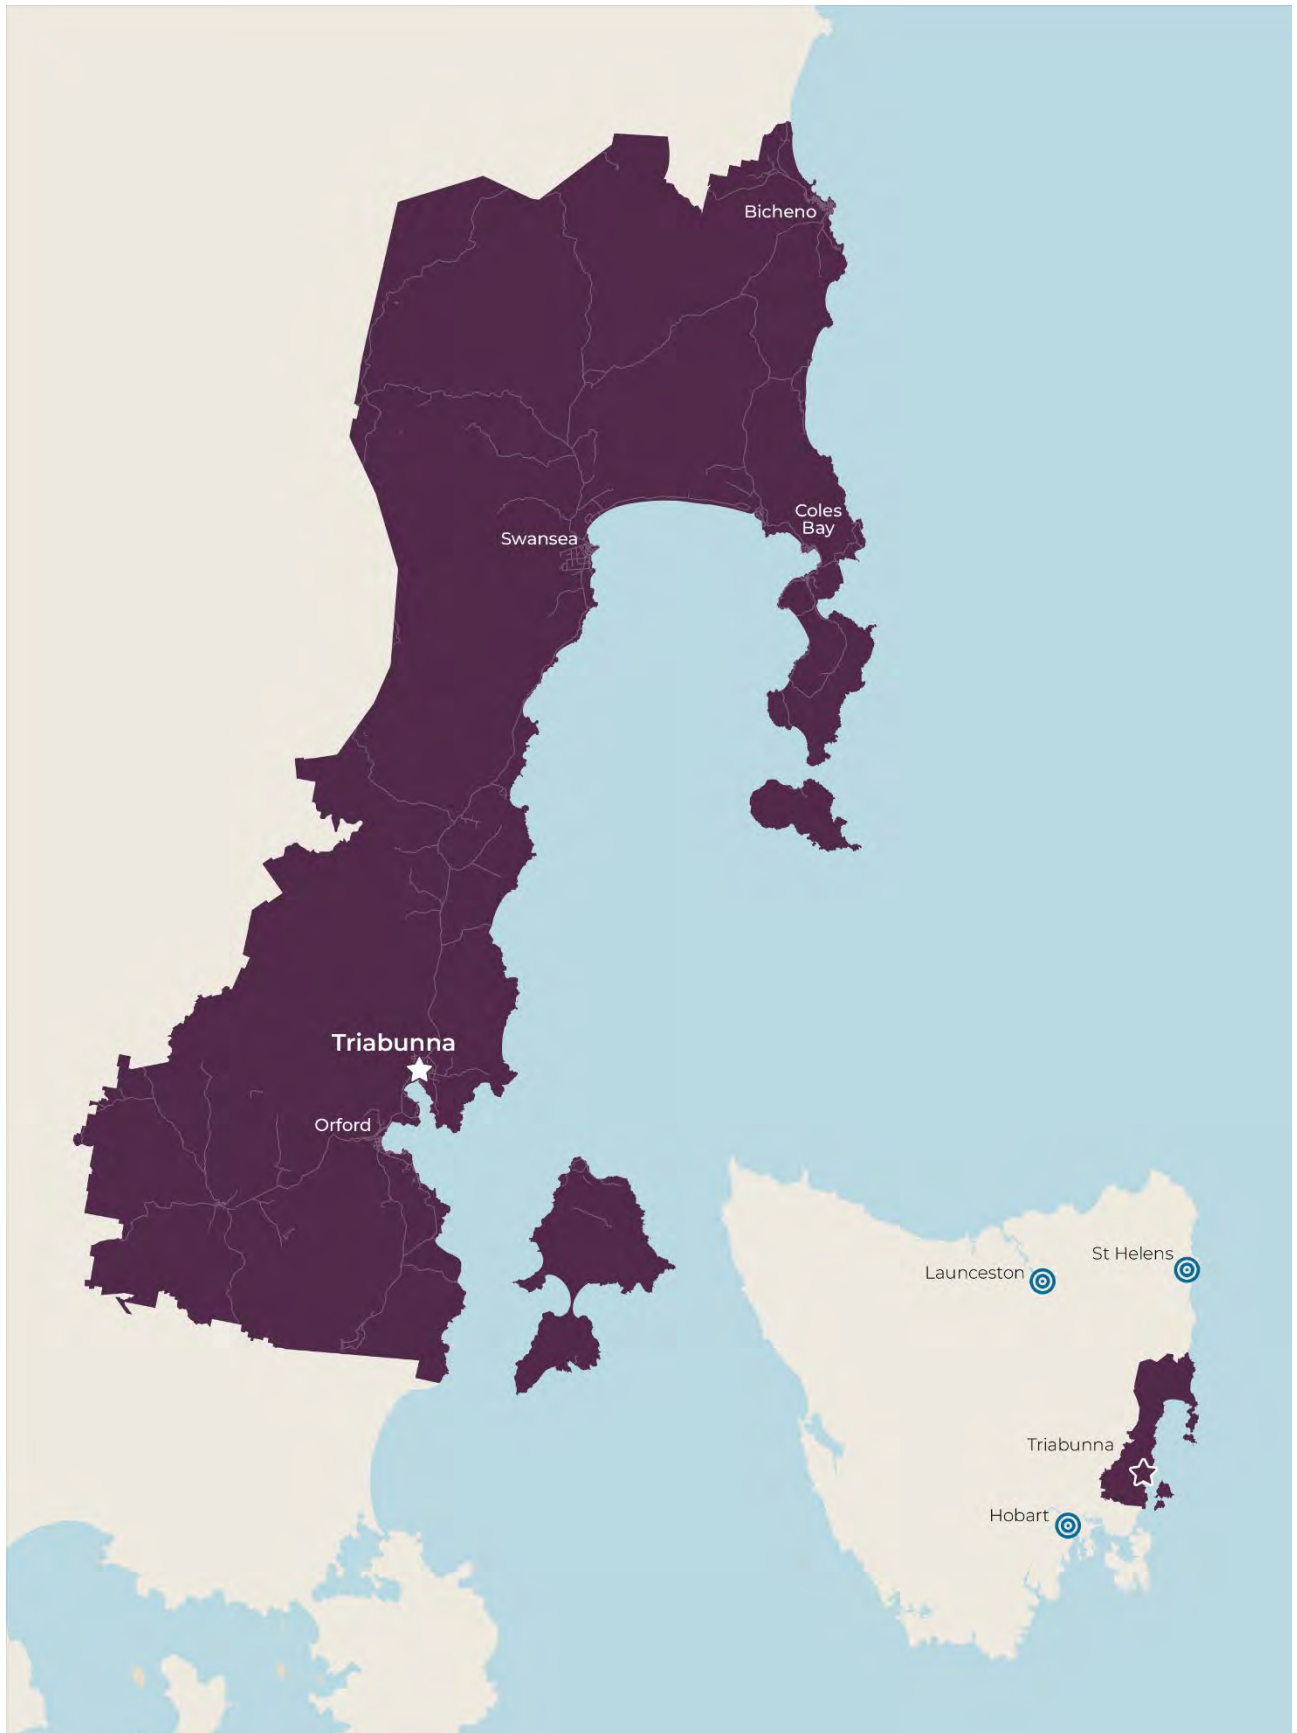 Bicheno
Coles
Bay
Swansea
Triabunna
Orford
St Helens
Launceston
Triabunna
Hobart